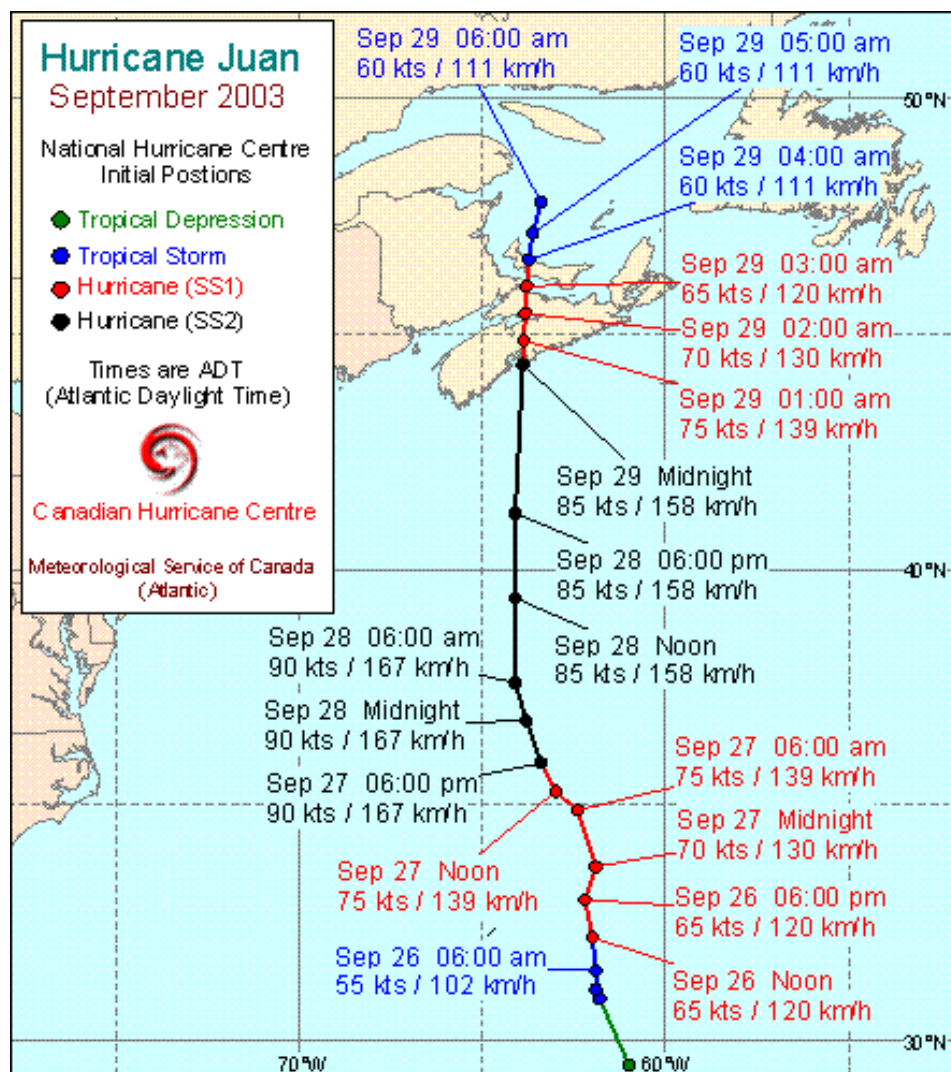 Hurricane Juan
September 2003
National Hurricane Centre
Initial Postions
Tropical Depression
Tropical Storm
Hurricane (SS1)
Hurricane (SS2)
Times are ADT
(Atlantic Daylight Time)
Canadian Hurricane Centre
Meteorological Service of Canada
(Atlantic)
Sep 29 06:00 am
60 kts / 111 km/h
Sep 29 05:00 am
60 kts / 111 km/h
50°N
Sep 29 04:00 am
60 kts / 111 km/h
Sep 29 03:00 am
65 kts / 120 km/h
Sep 29 02:00 am
70 kts / 130 km/h
Sep 29 01:00 am
75 kts / 139 km/h
Sep 29 Midnight
85 kts / 158 km/h
Sep 28 06:00 pm
85 kts / 158 km/h
40°N
Sep 28 Noon
85 kts / 158 km/h
Sep 28 06:00 am
90 kts / 167 km/h
Sep 28 Midnight
90 kts / 167 km/h
Sep 27 06:00 pm
90 kts / 167 km/h
Sep 27 06:00 am
75 kts / 139 km/h
Sep 27 Midnight
70 kts / 130 km/h
Sep 27 Noon
75 kts / 139 km/h
Sep 26 06:00 pm
65 kts / 120 km/h
Sep 26 06:00 am
55 kts / 102 km/h
Sep 26 Noon
65 kts / 120 km/h
30°N
70°W
60°W